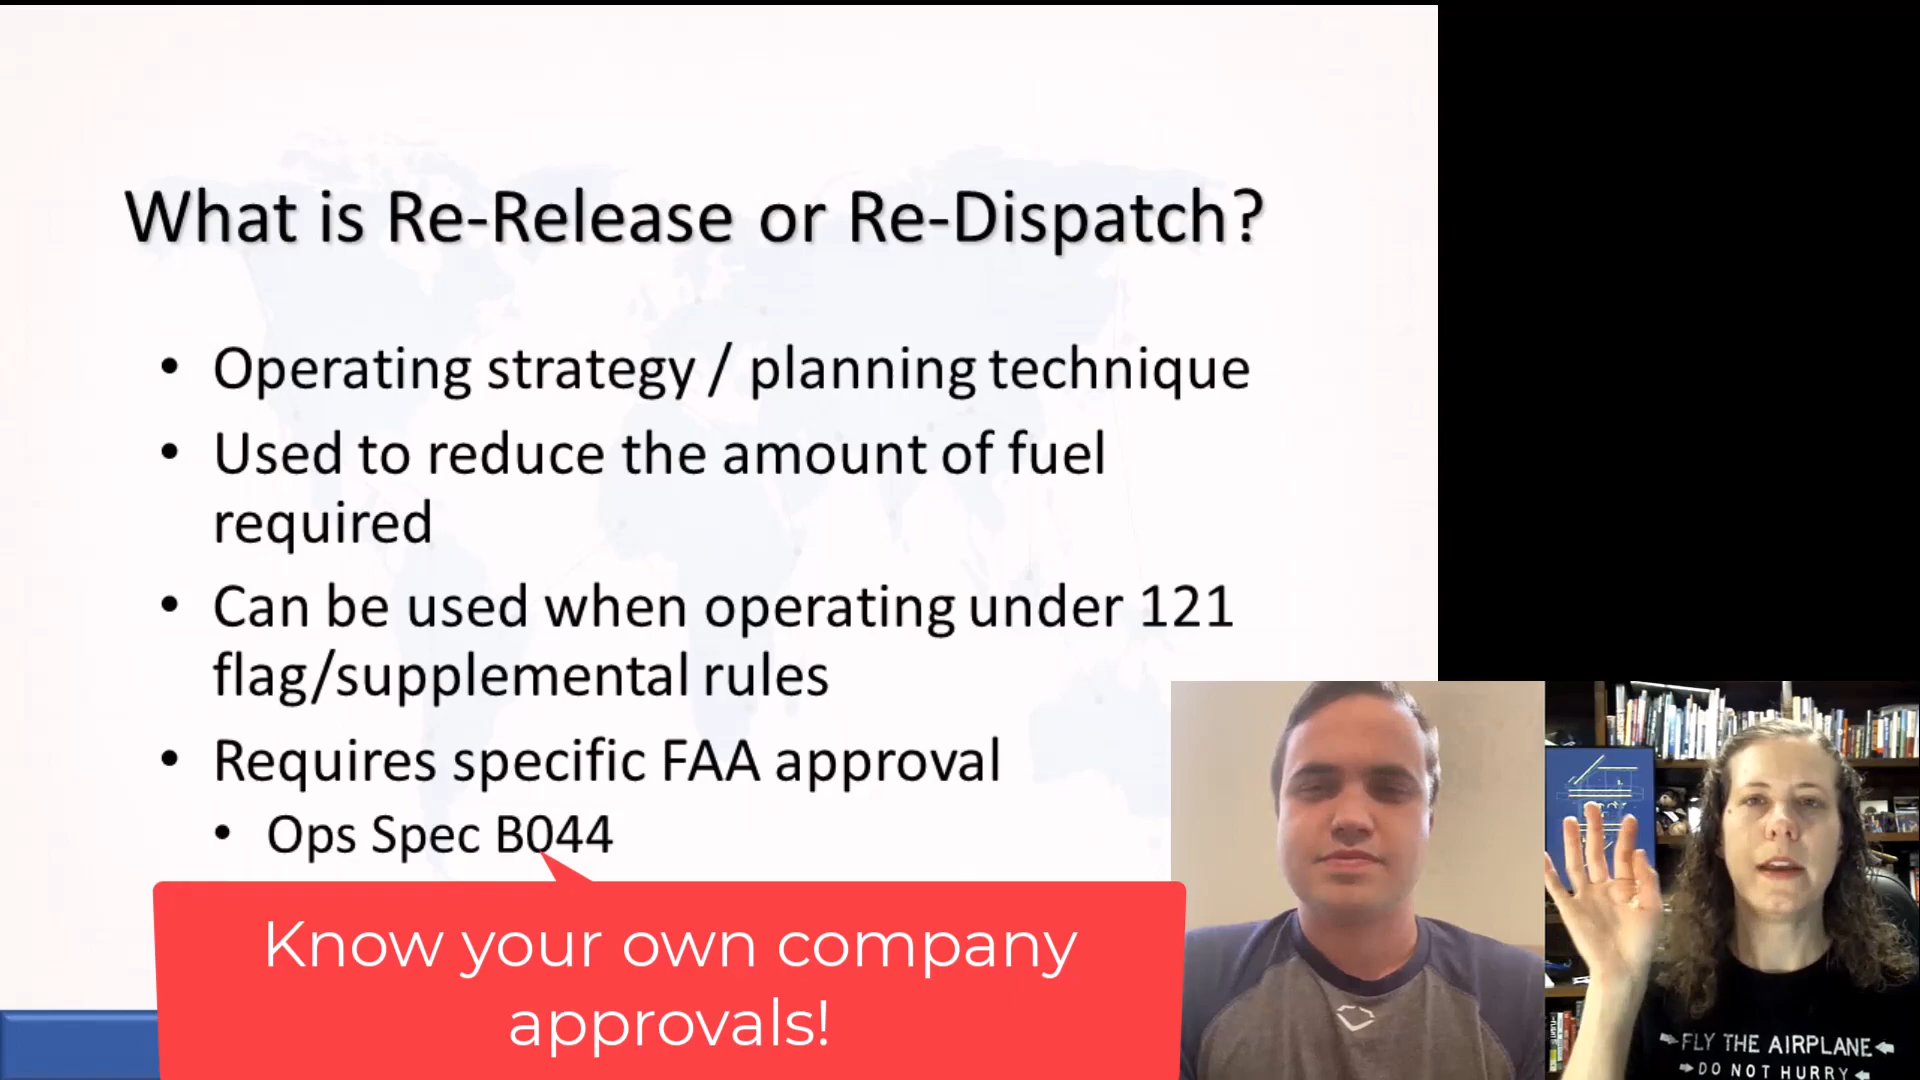 What is Re-Release or Re-Dispatch?
• Operating strategy / planning technique
• Used to reduce the amount of fuel
required
• Can be used when operating under 121
flag/supplemental rules
• Requires specific FAA approval
• Ops Spec B044
Know your own company
approvals!
FLY THE AIRPLANE
DO NOT HURRY